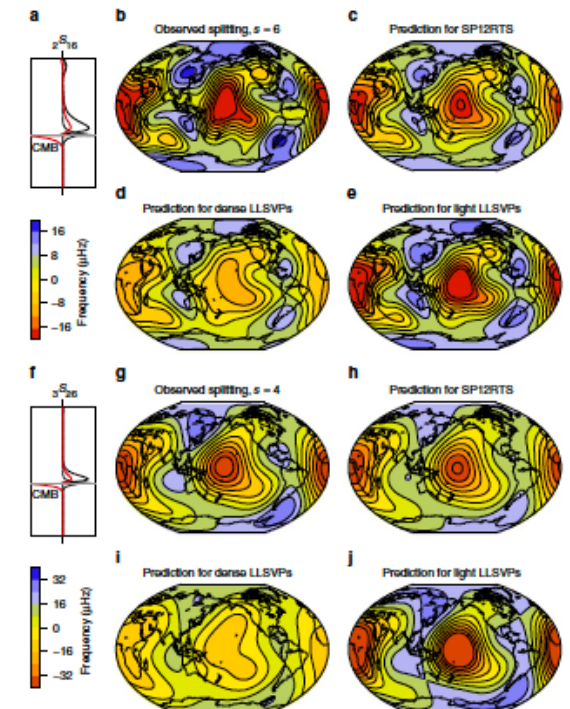 a
b
c
2S16
Observed splitting, s = 6
Prediction for SP12RTS
CMB
d
e
Prediction for dense LLSVPs
Prediction for light LLSVPs
16
8
0
-8
-16
Frequency (μHz)
f
g
h
3S26
Observed splitting, s = 4
Prediction for SP12RTS
CMB
i
j
Prediction for dense LLSVPs
Prediction for light LLSVPs
32
16
0
-16
-32
Frequency (μHz)